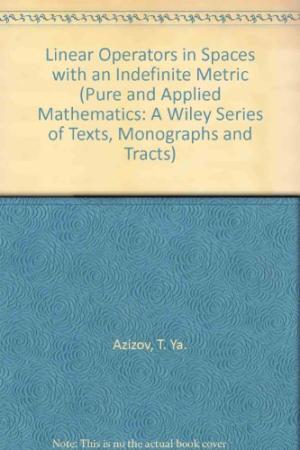 Linear Operators in Spaces
with an Indefinite Metric
(Pure and Applied
Mathematics: A Wiley Series
of Texts, Monographs and
Tracts)
Azizov, T. Ya.
Note: This is no the actual book cover